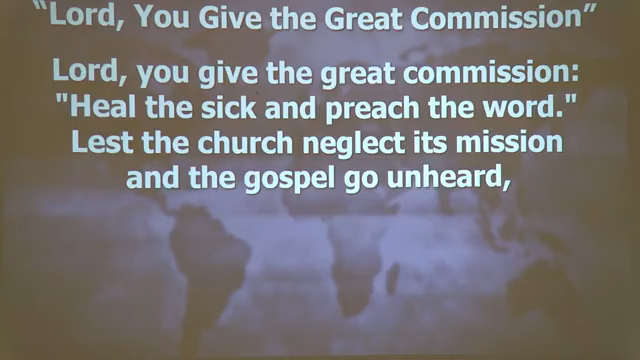 “Lord, You Give the Great Commission”
Lord, you give the great commission:
"Heal the sick and preach the word."
Lest the church neglect its mission
and the gospel go unheard,